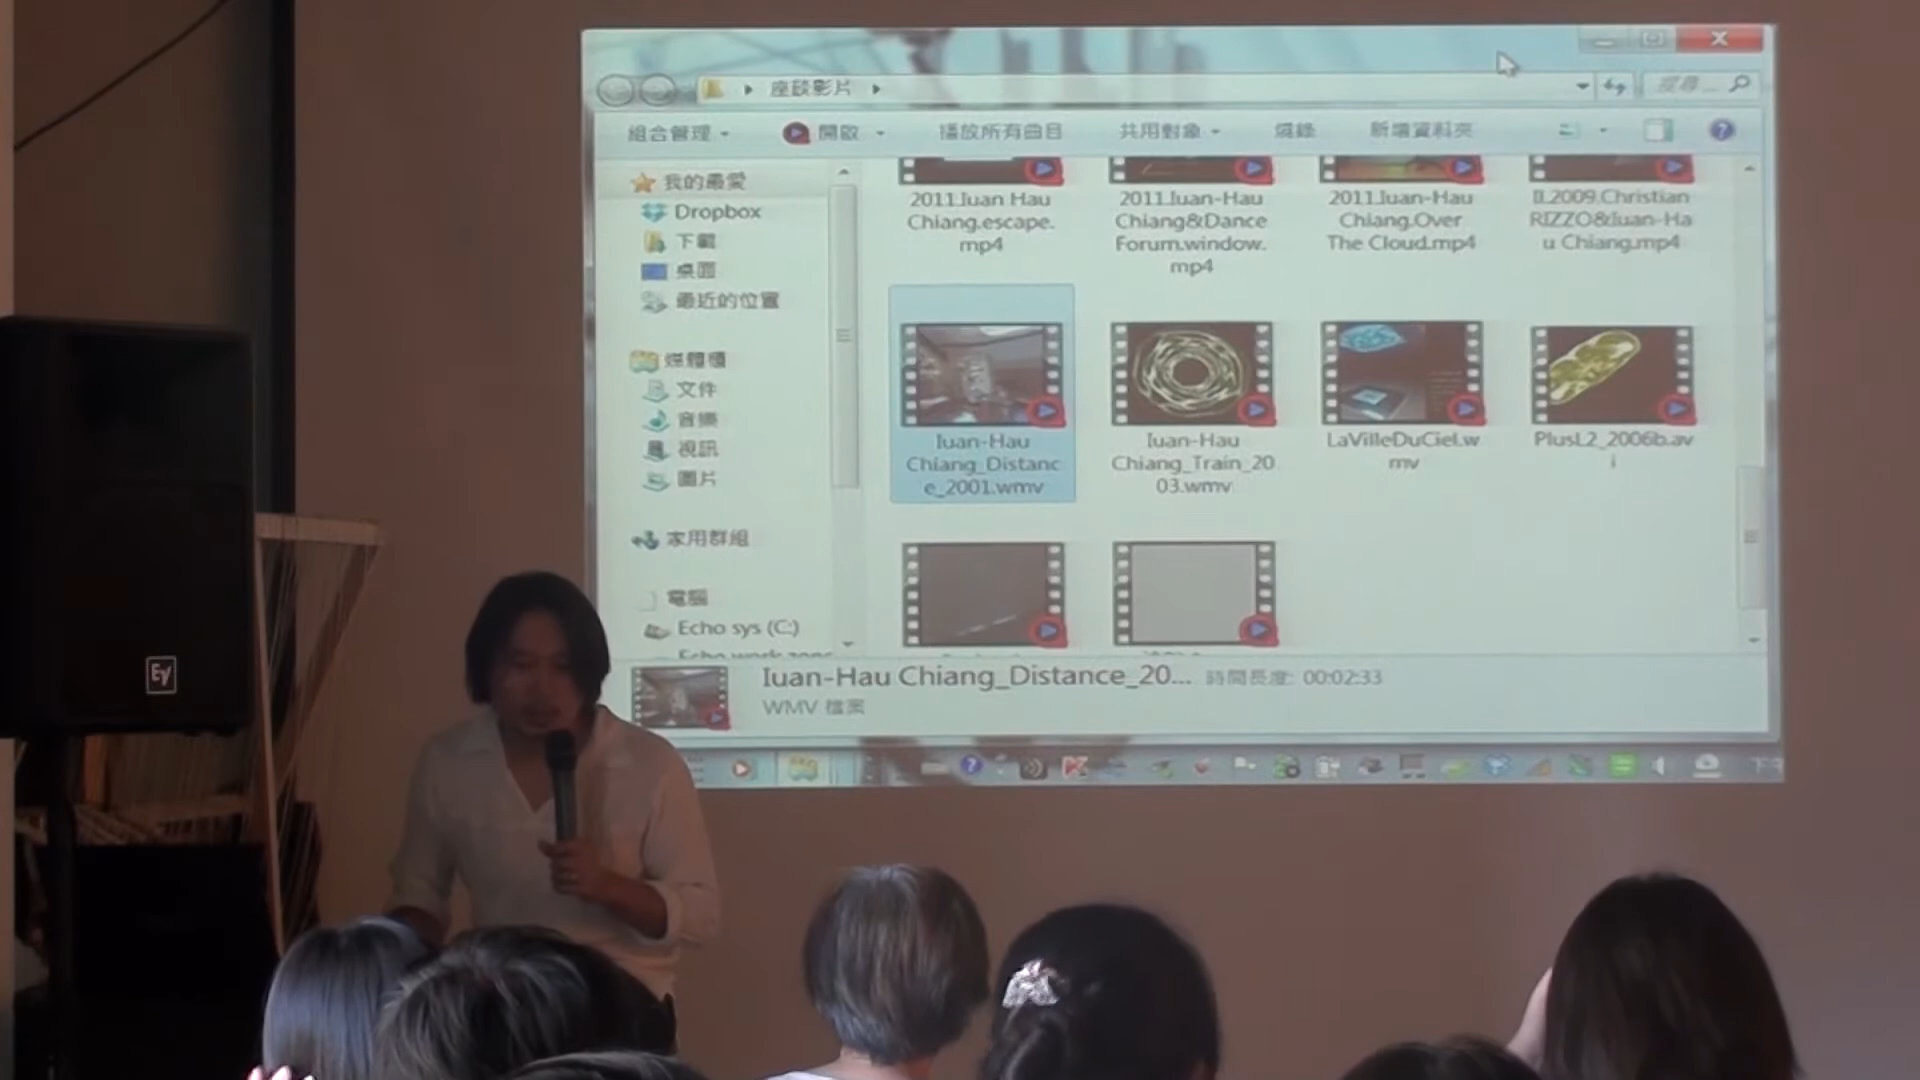 座談影片
搜尋...
組合管理
開啟
播放所有曲目
共用對象
燒錄
新增資料夾
我的最愛
Dropbox
下載
桌面
最近的位置
媒體櫃
文件
音樂
視訊
圖片
家用群組
電腦
Echo sys (C:)
2011.Iuan Hau
Chiang.escape.
mp4
2011.Iuan-Hau
Chiang&Dance
Forum.window.
mp4
2011.Iuan-Hau
Chiang.Over
The Cloud.mp4
II.2009.Christian
RIZZO&Iuan-Ha
u Chiang.mp4
Iuan-Hau
Chiang_Distanc
e_2001.wmv
Iuan-Hau
Chiang_Train_20
03.wmv
LaVilleDuCiel.w
mv
PlusL2_2006b.av
i
Iuan-Hau Chiang_Distance_20... 時間長度: 00:02:33
WMV 檔案
EV